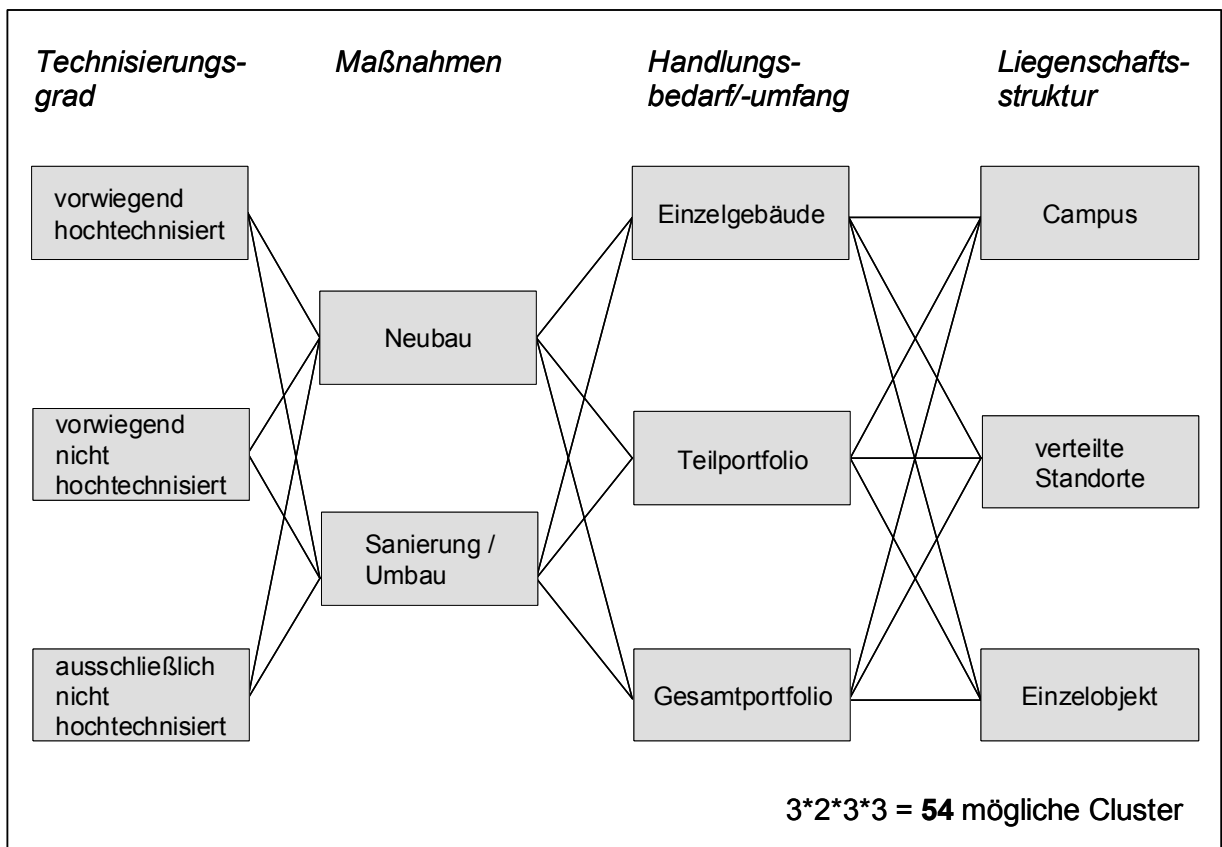 Technisierungs-
grad
Maßnahmen
Handlungs-
bedarf/-umfang
Liegenschafts-
struktur
vorwiegend
hochtechnisiert
vorwiegend
nicht
hochtechnisiert
ausschließlich
nicht
hochtechnisiert
Neubau
Sanierung /
Umbau
Einzelgebäude
Teilportfolio
Gesamtportfolio
Campus
verteilte
Standorte
Einzelobjekt
3*2*3*3 = 54 mögliche Cluster